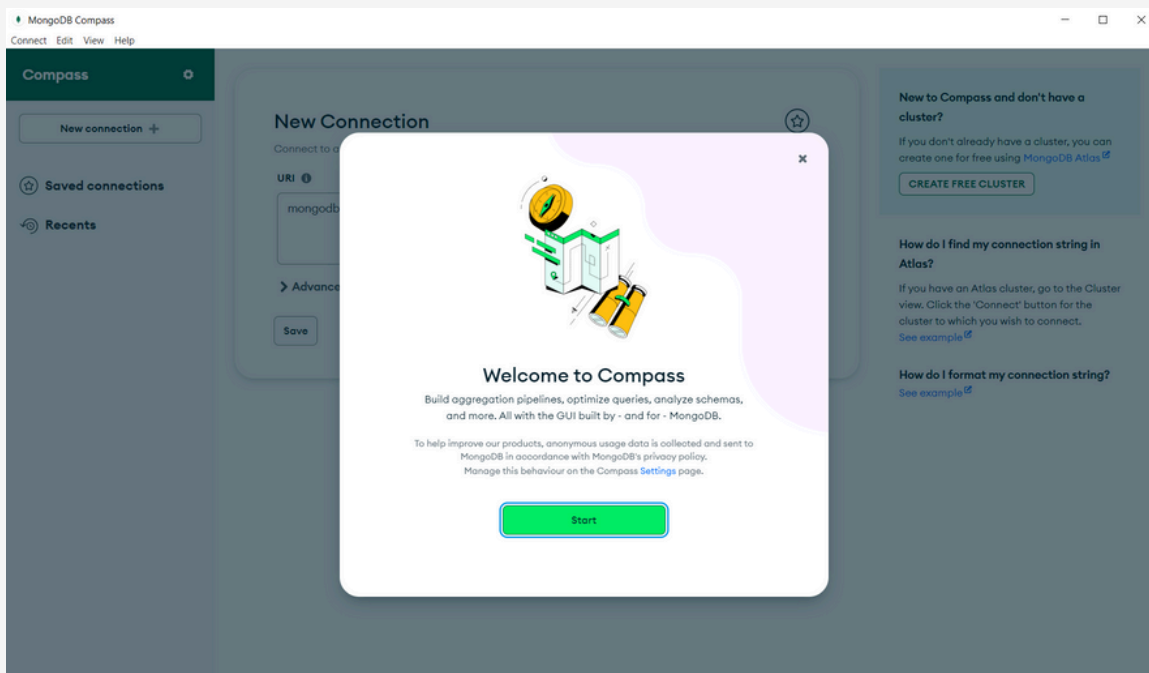 MongoDB Compass
Connect Edit View Help
Compass
New connection +
Saved connections
Recents
New Connection
Connect to a
URI
mongodb
Advance
Save
Welcome to Compass
Build aggregation pipelines, optimize queries, analyze schemas,
and more. All with the GUI built by - and for - MongoDB.
To help improve our products, anonymous usage data is collected and sent to
MongoDB in accordance with MongoDB's privacy policy.
Manage this behaviour on the Compass Settings page.
Start
New to Compass and don't have a
cluster?
If you don't already have a cluster, you can
create one for free using MongoDB Atlas
CREATE FREE CLUSTER
How do I find my connection string in
Atlas?
If you have an Atlas cluster, go to the Cluster
view. Click the 'Connect' button for the
cluster to which you wish to connect.
See example
How do I format my connection string?
See example